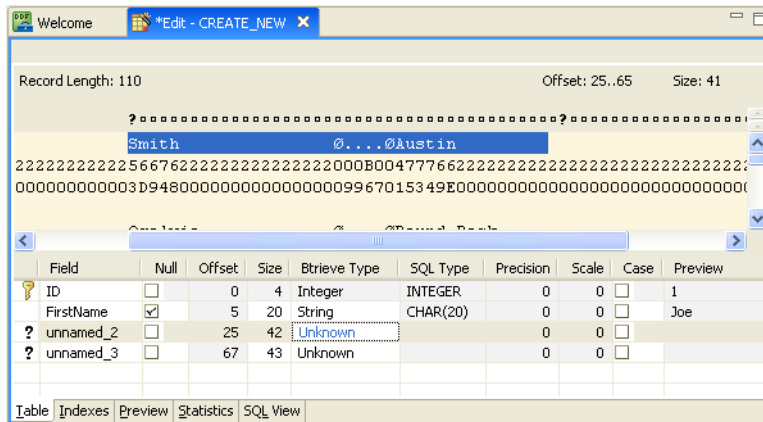 DDF Welcome *Edit - CREATE_NEW
Record Length: 110 Offset: 25..65 Size: 41
Smith Ø....ØAustin
Field Null Offset Size Btrieve Type SQL Type Precision Scale Case Preview
ID 0 4 Integer INTEGER 0 0 1
FirstName 5 20 String CHAR(20) 0 0 Joe
? unnamed_2 25 42 Unknown 0 0
? unnamed_3 67 43 Unknown 0 0
Table Indexes Preview Statistics SQL View